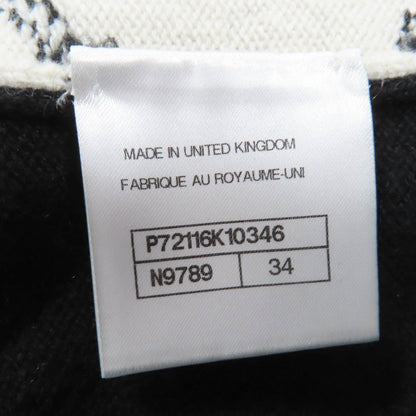 MADE IN UNITED KINGDOM
FABRIQUE AU ROYAUME-UNI
P72116K10346
N9789 34